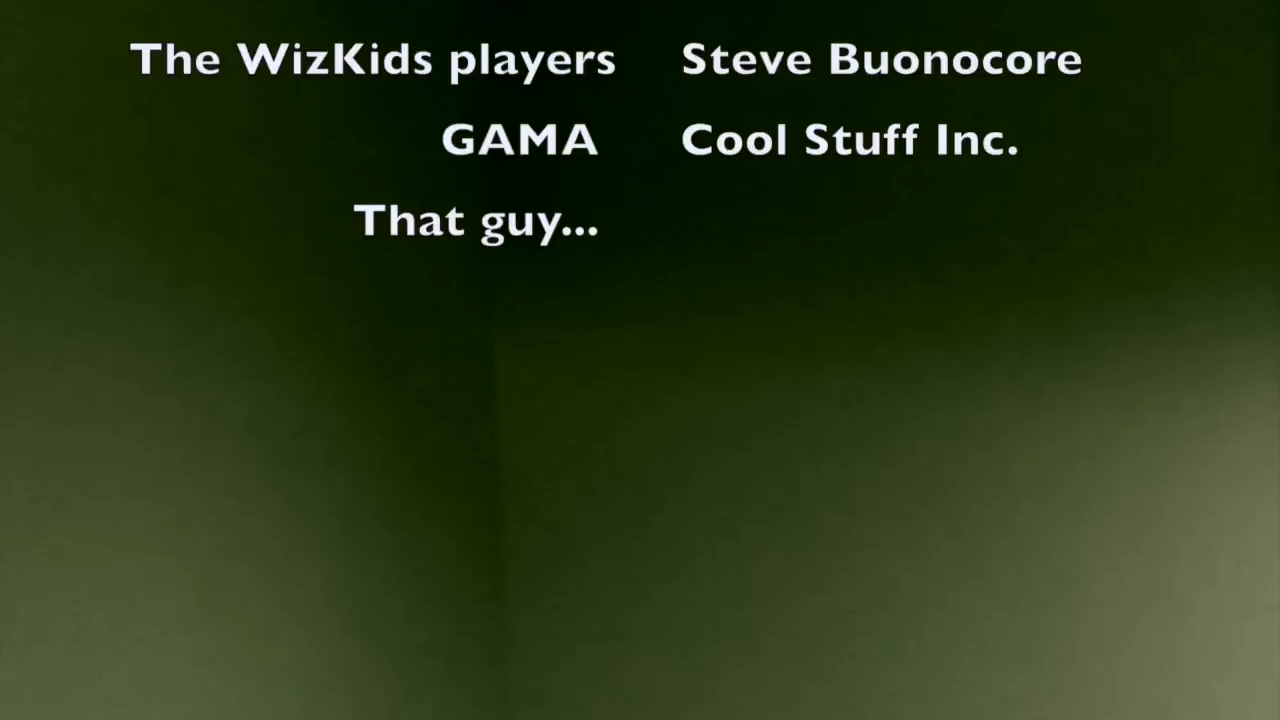 The WizKids players Steve Buonocore
GAMA Cool Stuff Inc.
That guy...